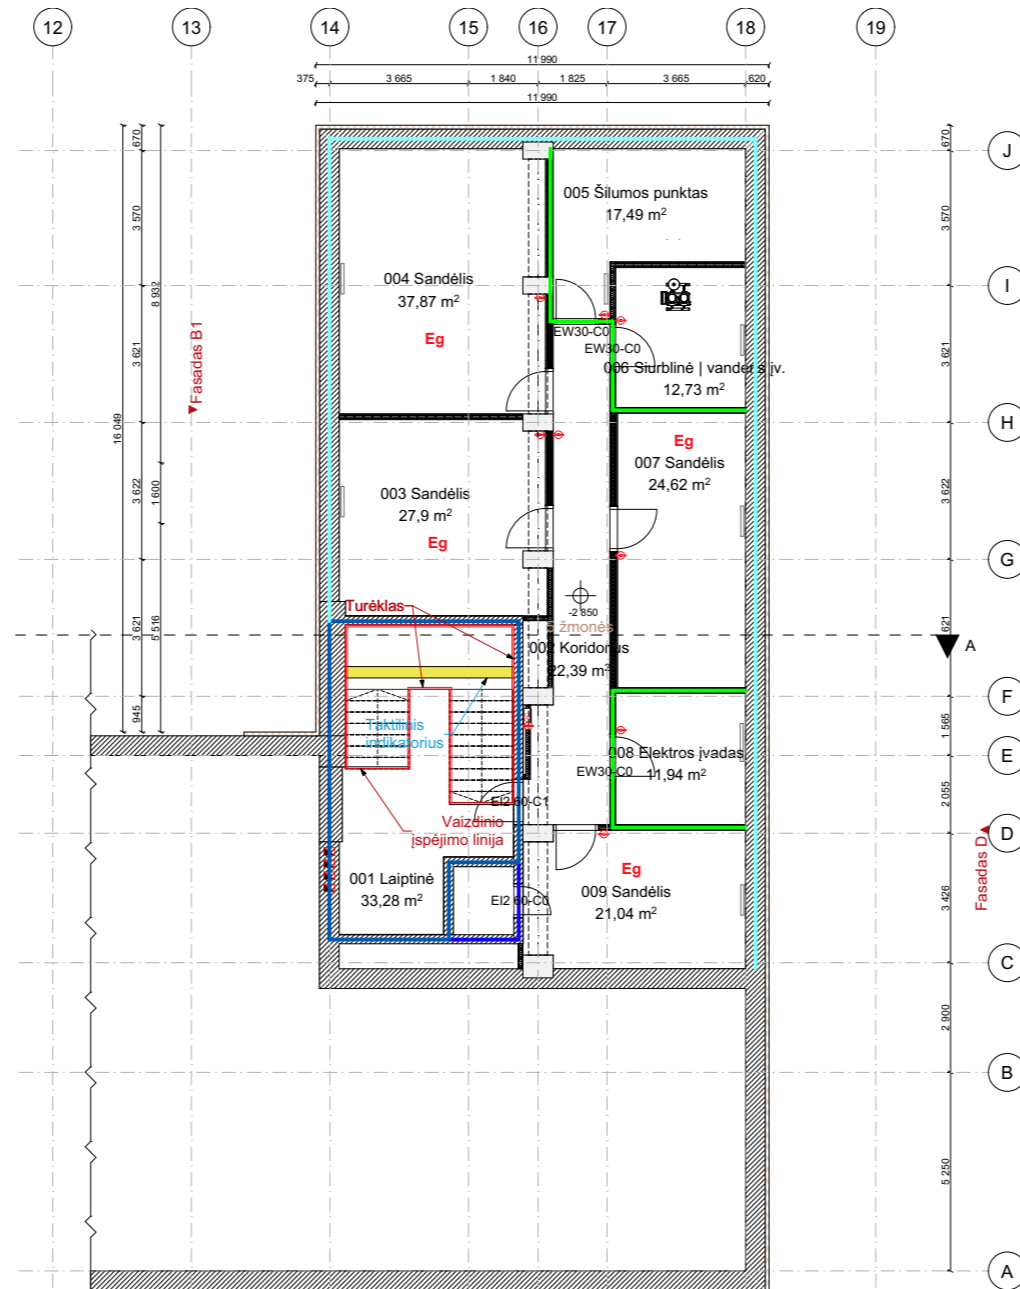 12 13 14 15 16 17 18 19
11 990
375 3 665 1 840 1 825 3 665 620
11 990
670
3 570
8 932
3 621
16 049
3 622
1 600
3 621
5 516
945
Fasadas B1
J
I
H
G
F
E
D
C
B
A
670
3 570
3 621
3 622
621
1 565
2 055
3 426
2 900
5 250
A
Fasadas D
005 Šilumos punktas
17,49 m²
004 Sandėlis
37,87 m²
Eg
EW30-C0
EW30-C0
006 Siurblinė | vandens įv.
12,73 m²
Eg
007 Sandėlis
24,62 m²
003 Sandėlis
27,9 m²
Eg
Turėklas
-2 850
žmonės
002 Koridorius
22,39 m²
Taktilinis
indikatorius
008 Elektros įvadas
EW30-C0
11,94 m²
EI2 60-C1
Vaizdinio
įspėjimo linija
001 Laiptinė
33,28 m²
EI2 60-C0
Eg
009 Sandėlis
21,04 m²